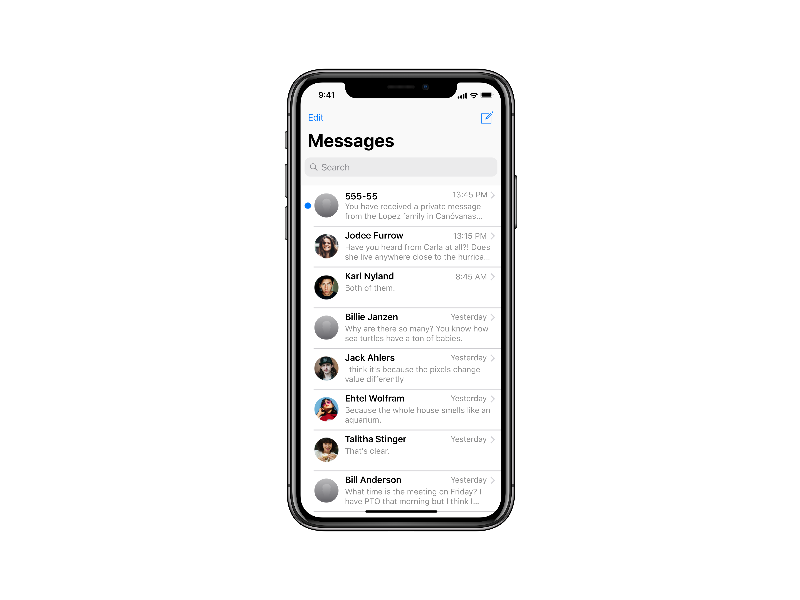 9:41
Edit
Messages
Search
555-55
13:45 PM
You have received a private message
from the Lopez family in Canóvanas...
Jodee Furrow
13:15 PM
Have you heard from Carla at all?! Does
she live anywhere close to the hurrica
Karl Nyland
8:45 AM
Both of them.
Billie Janzen
Yesterday
Why are there so many? You know how
sea turtles have a ton of babies.
Jack Ahlers
Yesterday
I think it's because the pixels change
value differently
Ehtel Wolfram
Yesterday
Because the whole house smells like an
aquarium.
Talitha Stinger
Yesterday
That's clear.
Bill Anderson
Yesterday
What time is the meeting on Friday? I
have PTO that morning but I think I...